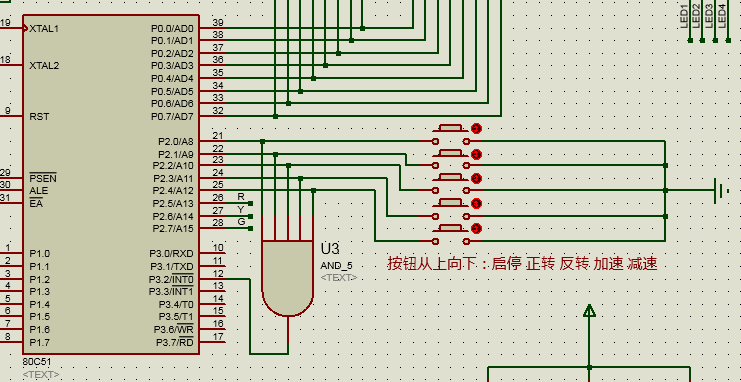 LED1
LED2
LED3
LED4
19 XTAL1 P0.0/AD0 39
P0.1/AD1 38
P0.2/AD2 37
18 XTAL2 P0.3/AD3 36
P0.4/AD4 35
P0.5/AD5 34
P0.6/AD6 33
9 RST P0.7/AD7 32
P2.0/A8 21
P2.1/A9 22
P2.2/A10 23
29 PSEN P2.3/A11 24
30 ALE P2.4/A12 25
31 EA P2.5/A13 26 R
P2.6/A14 27 Y
P2.7/A15 28 G
1 P1.0 P3.0/RXD 10
2 P1.1 P3.1/TXD 11
3 P1.2 P3.2/INT0 12
4 P1.3 P3.3/INT1 13
5 P1.4 P3.4/T0 14
6 P1.5 P3.5/T1 15
7 P1.6 P3.6/WR 16
8 P1.7 P3.7/RD 17
80C51
<TEXT>
U3
AND_5
<TEXT>
按钮从上向下：启停 正转 反转 加速 减速